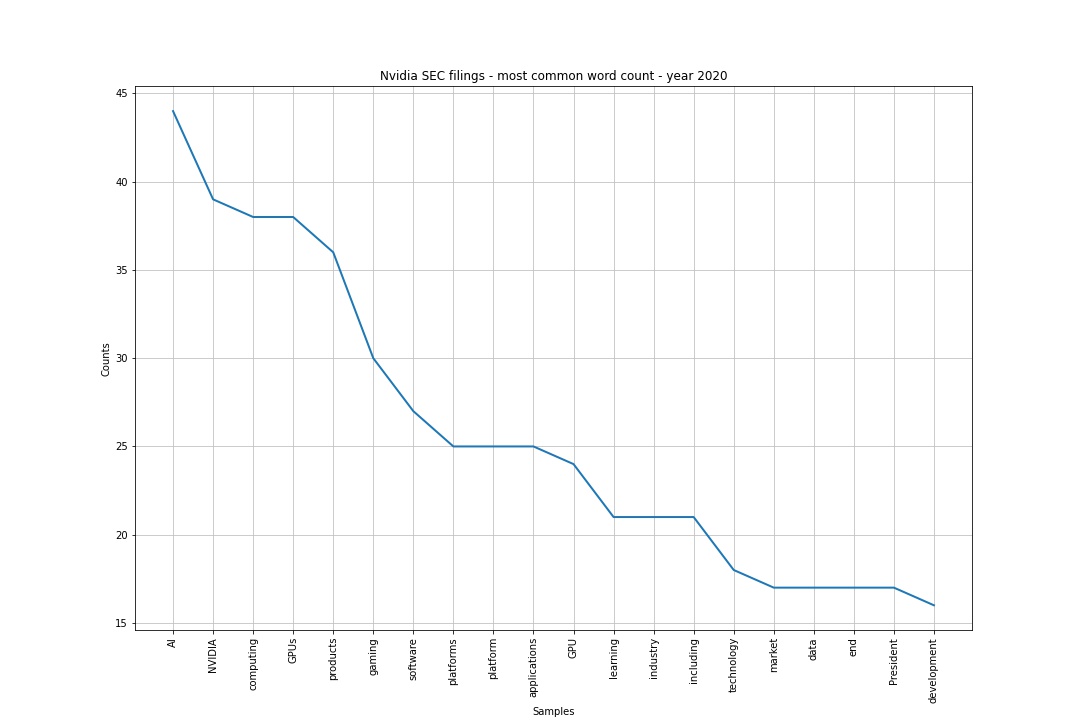 Nvidia SEC filings - most common word count - year 2020
45
40
35
30
25
20
15
Counts
AI
NVIDIA
computing
GPUs
products
gaming
software
platforms
platform
applications
GPU
learning
industry
including
technology
market
data
end
President
development
Samples